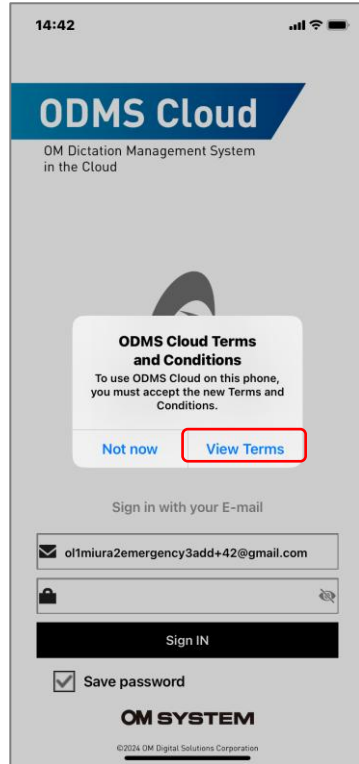 14:42
ODMS Cloud
OM Dictation Management System
in the Cloud
ODMS Cloud Terms
and Conditions
To use ODMS Cloud on this phone,
you must accept the new Terms and
Conditions.
Not now View Terms
Sign in with your E-mail
ol1miura2emergency3add+42@gmail.com
Sign IN
Save password
OM SYSTEM
©2024 OM Digital Solutions Corporation